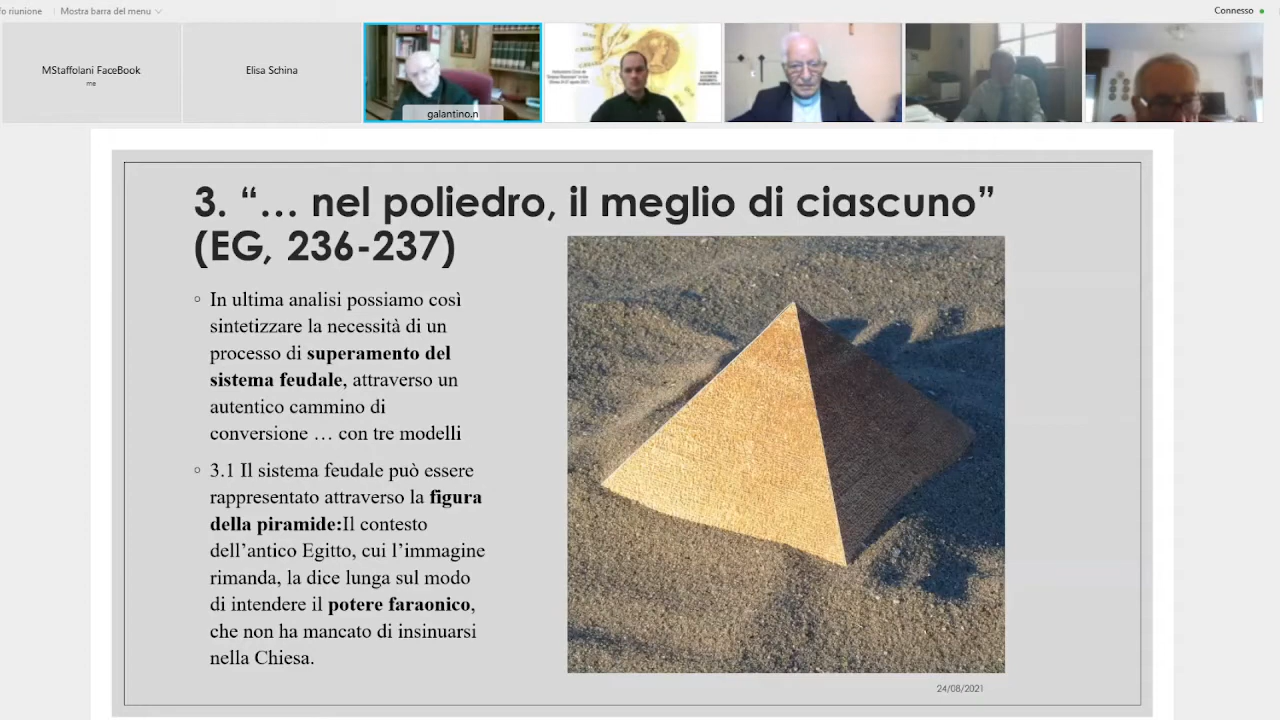 fo riunione
Mostra barra del menu
Connesso
MStaffolani FaceBook
me
Elisa Sch
galantino.n
3. “… nel poliedro, il meglio di ciascuno”
(EG, 236-237)
In ultima analisi possiamo così
sintetizzare la necessità di un
processo di superamento del
sistema feudale, attraverso un
autentico cammino di
conversione … con tre modelli
3.1 Il sistema feudale può essere
rappresentato attraverso la figura
della piramide:Il contesto
dell’antico Egitto, cui l’immagine
rimanda, la dice lunga sul modo
di intendere il potere faraonico,
che non ha mancato di insinuarsi
nella Chiesa.
24/08/2021